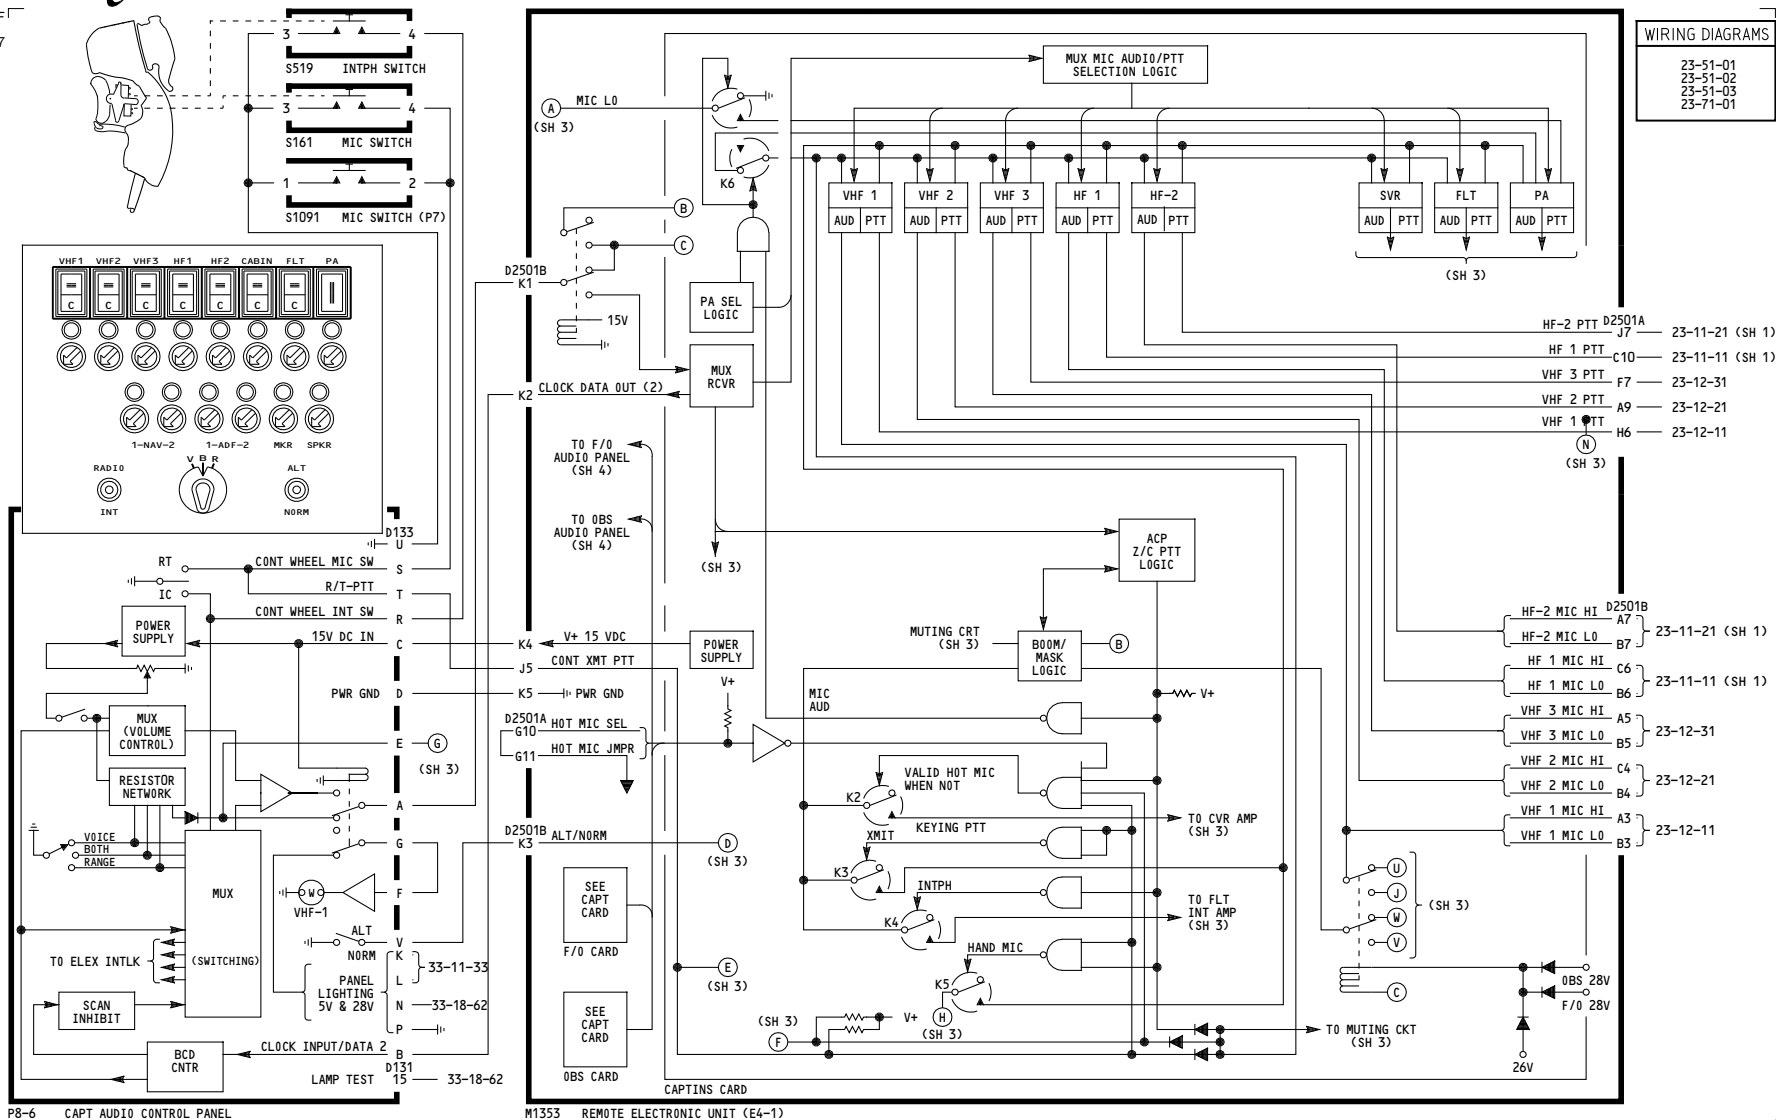 3 4
S519 INTPH SWITCH
3 4
S161 MIC SWITCH
1 2
S1091 MIC SWITCH (P7)
WIRING DIAGRAMS
23-51-01
23-51-02
23-51-03
23-71-01
VHF1 VHF2 VHF3 HF1 HF2 CABIN FLT PA
C C C C C C C
1-NAV-2 1-ADF-2 MKR SPKR
V B R
RADIO ALT
INT NORM
D133
U
RT CONT WHEEL MIC SW S
R/T-PTT T
IC
CONT WHEEL INT SW R
POWER
SUPPLY
15V DC IN C
PWR GND D
MUX
(VOLUME
CONTROL)
E G
(SH 3)
RESISTOR
NETWORK
A
VOICE
BOTH
RANGE
G
MUX
F
W
VHF-1
ALT V
NORM
K
33-11-33
L
TO ELEX INTLK
(SWITCHING)
PANEL
LIGHTING
5V & 28V
N 33-18-62
P
SCAN
INHIBIT
CLOCK INPUT/DATA 2 B
BCD
CNTR
D131
LAMP TEST 15 33-18-62
P8-6 CAPT AUDIO CONTROL PANEL
A MIC LO
(SH 3)
MUX MIC AUDIO/PTT
SELECTION LOGIC
K6
VHF 1 VHF 2 VHF 3 HF 1 HF-2 SVR FLT PA
AUD PTT AUD PTT AUD PTT AUD PTT AUD PTT AUD PTT AUD PTT AUD PTT
(SH 3)
B
C
D2501B
K1
15V
PA SEL
LOGIC
MUX
RCVR
K2 CLOCK DATA OUT (2)
TO F/O
AUDIO PANEL
(SH 4)
TO OBS
AUDIO PANEL
(SH 4)
(SH 3)
ACP
Z/C PTT
LOGIC
HF-2 PTT D2501A
J7 23-11-21 (SH 1)
HF 1 PTT C10 23-11-11 (SH 1)
VHF 3 PTT F7 23-12-31
VHF 2 PTT A9 23-12-21
VHF 1 PTT H6 23-12-11
N
(SH 3)
K4 V+ 15 VDC
POWER
SUPPLY
J5 CONT XMT PTT
K5 PWR GND
V+
D2501A
G10 HOT MIC SEL
G11 HOT MIC JMPR
MUTING CRT
(SH 3)
BOOM/
MASK
LOGIC
B
MIC
AUD
V+
VALID HOT MIC
WHEN NOT
K2
TO CVR AMP
(SH 3)
KEYING PTT
XMIT
K3
INTPH
K4
TO FLT
INT AMP
(SH 3)
HAND MIC
K5
H
(SH 3)
D2501B
K3 ALT/NORM D
(SH 3)
SEE
CAPT
CARD
F/O CARD
E
(SH 3)
SEE
CAPT
CARD
OBS CARD
(SH 3)
F
V+
TO MUTING CKT
(SH 3)
CAPTINS CARD
HF-2 MIC HI D2501B
A7
HF-2 MIC LO B7
23-11-21 (SH 1)
HF 1 MIC HI C6
HF 1 MIC LO B6
23-11-11 (SH 1)
VHF 3 MIC HI A5
VHF 3 MIC LO B5
23-12-31
VHF 2 MIC HI C4
VHF 2 MIC LO B4
23-12-21
VHF 1 MIC HI A3
VHF 1 MIC LO B3
23-12-11
U
J
W
V
(SH 3)
C
OBS 28V
F/O 28V
26V
M1353 REMOTE ELECTRONIC UNIT (E4-1)